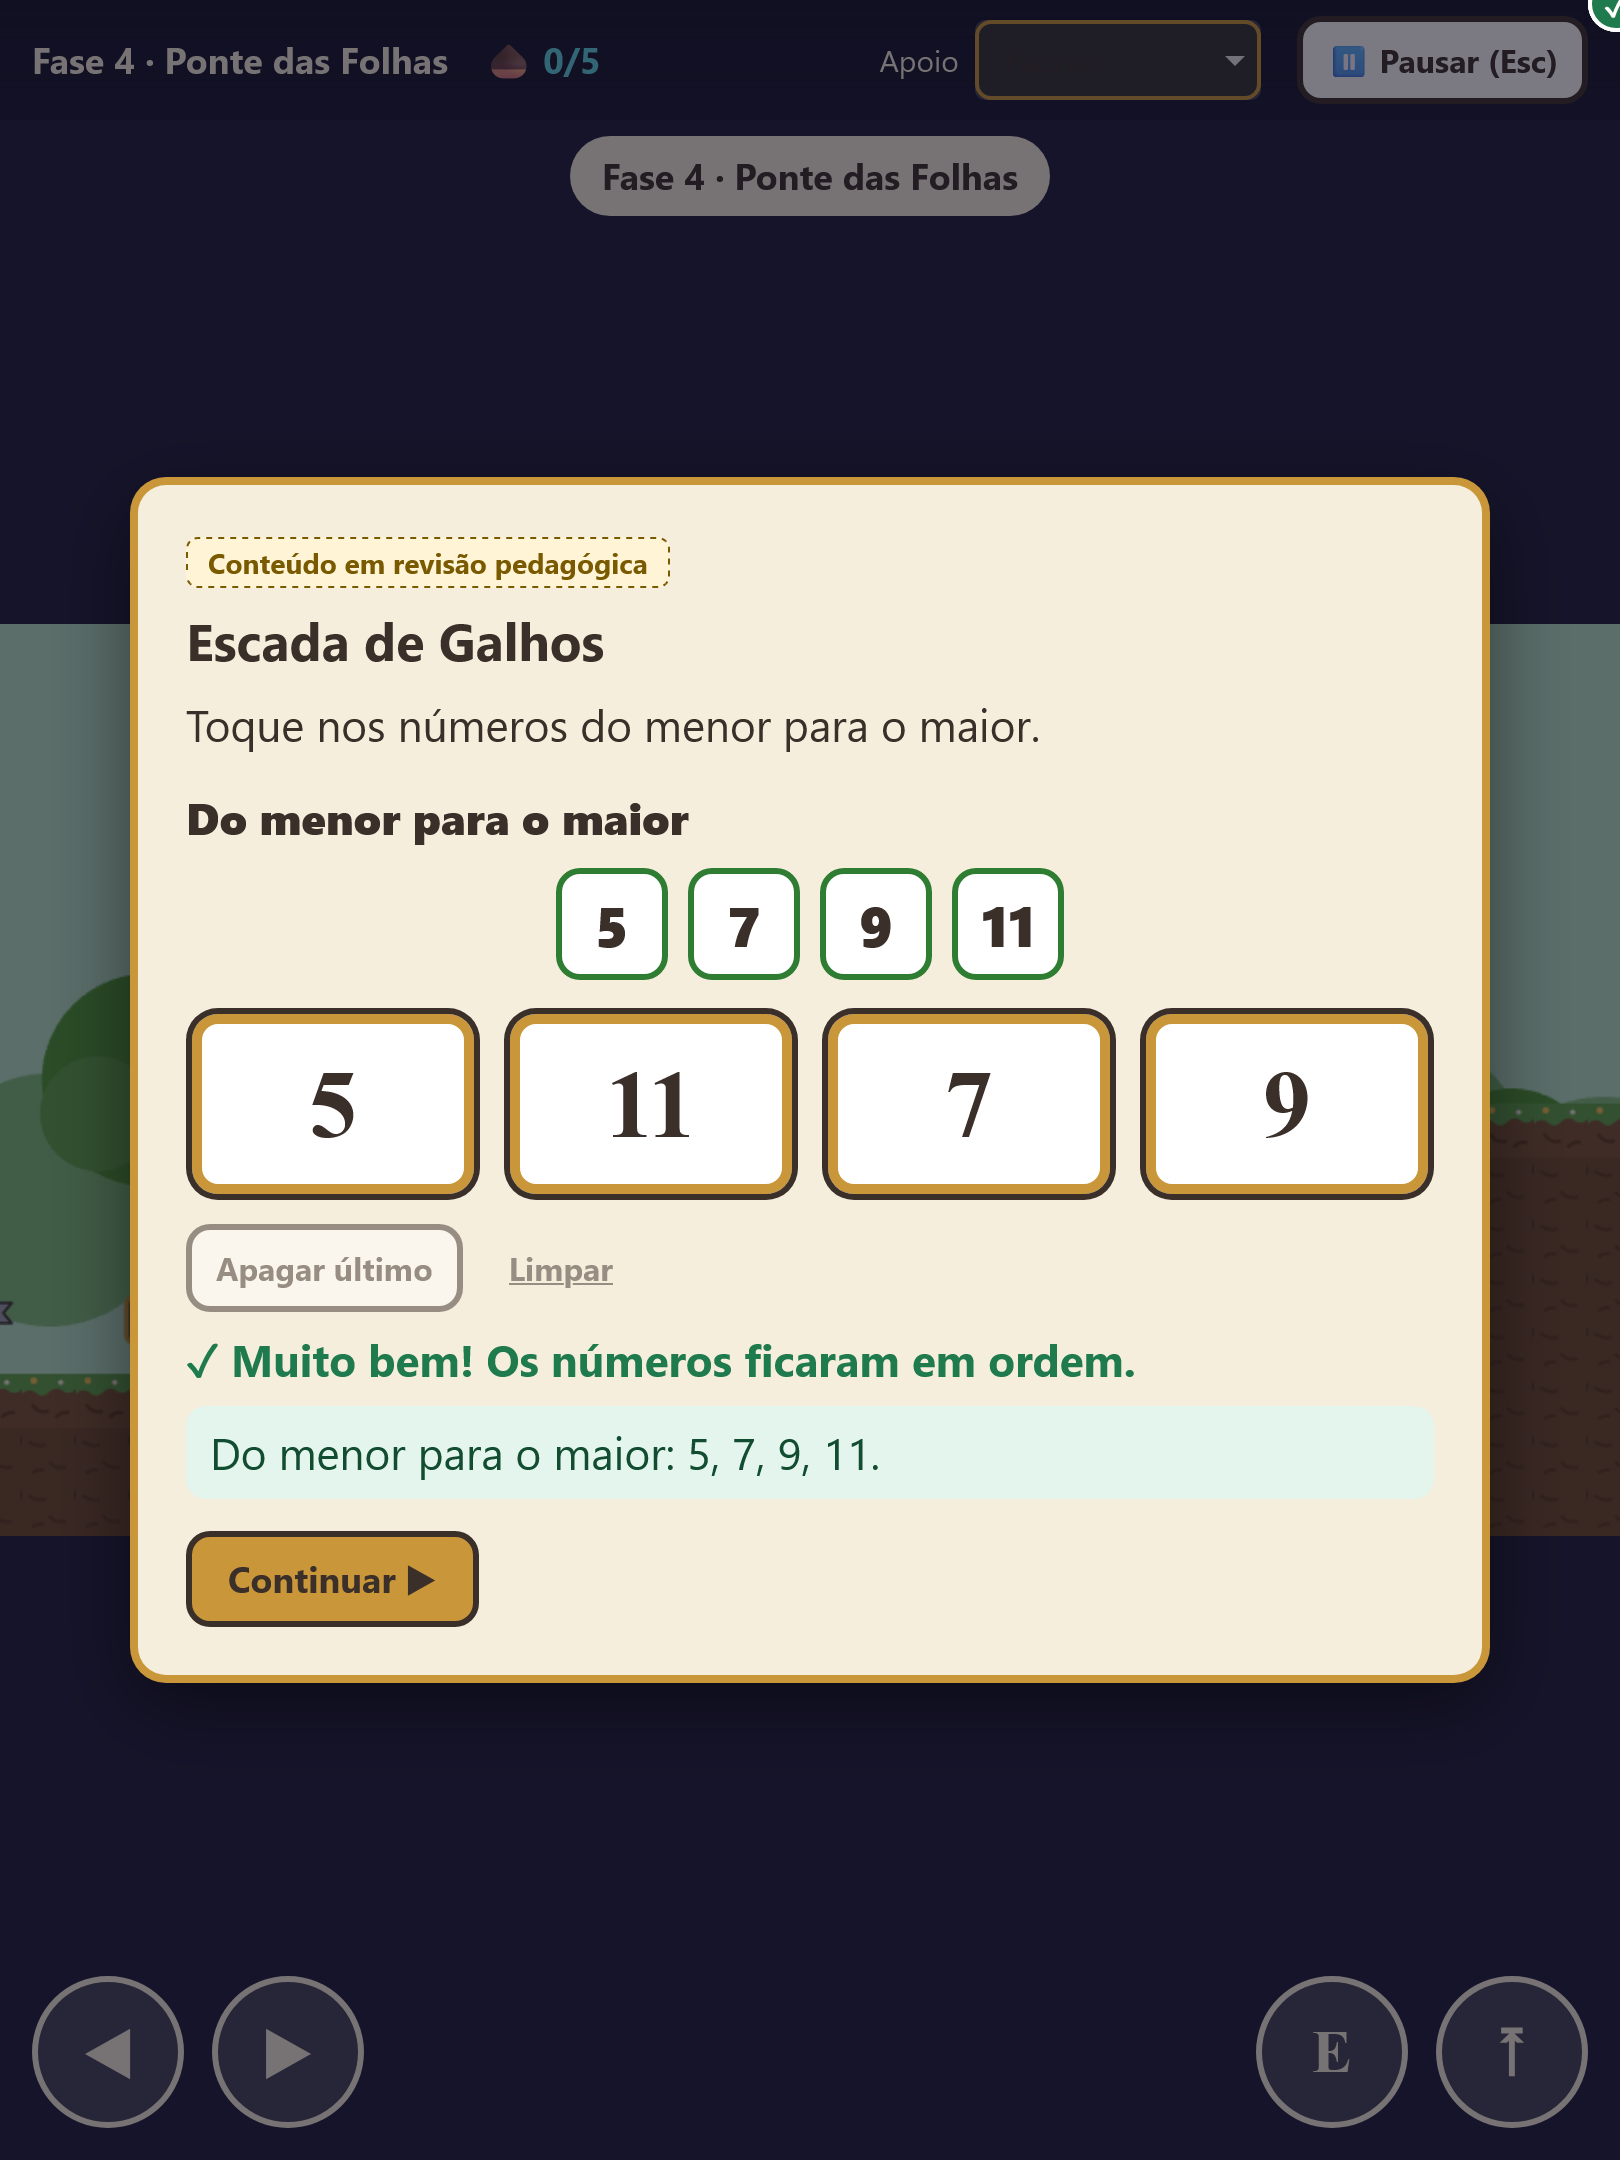 Fase 4 · Ponte das Folhas 0/5 Apoio Pausar (Esc)
Fase 4 · Ponte das Folhas
Conteúdo em revisão pedagógica
Escada de Galhos
Toque nos números do menor para o maior.
Do menor para o maior
5 7 9 11
5 11 7 9
Apagar último Limpar
✓ Muito bem! Os números ficaram em ordem.
Do menor para o maior: 5, 7, 9, 11.
Continuar ▶
E